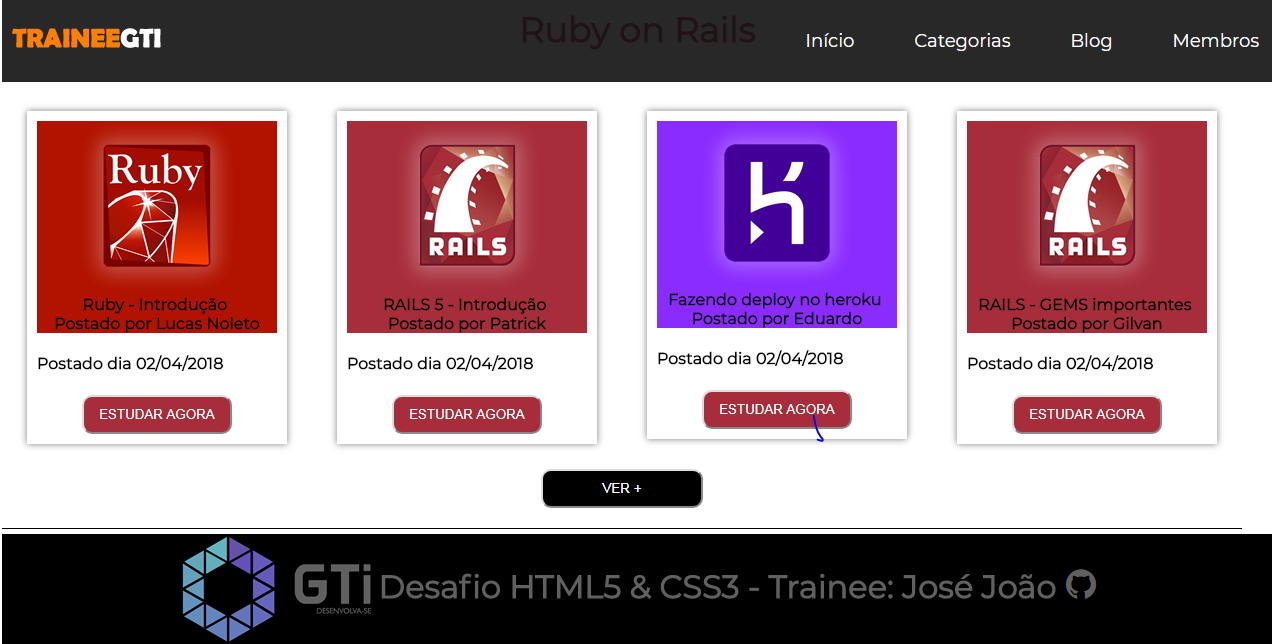 TRAINEEGTI
Ruby on Rails
Início Categorias Blog Membros
Ruby
Ruby - Introdução
Postado por Lucas Noleto
Postado dia 02/04/2018
ESTUDAR AGORA
RAILS
RAILS 5 - Introdução
Postado por Patrick
Postado dia 02/04/2018
ESTUDAR AGORA
Fazendo deploy no heroku
Postado por Eduardo
Postado dia 02/04/2018
ESTUDAR AGORA
RAILS
RAILS - GEMS importantes
Postado por Gilvan
Postado dia 02/04/2018
ESTUDAR AGORA
VER +
GTi
DESENVOLVA-SE
Desafio HTML5 & CSS3 - Trainee: José João